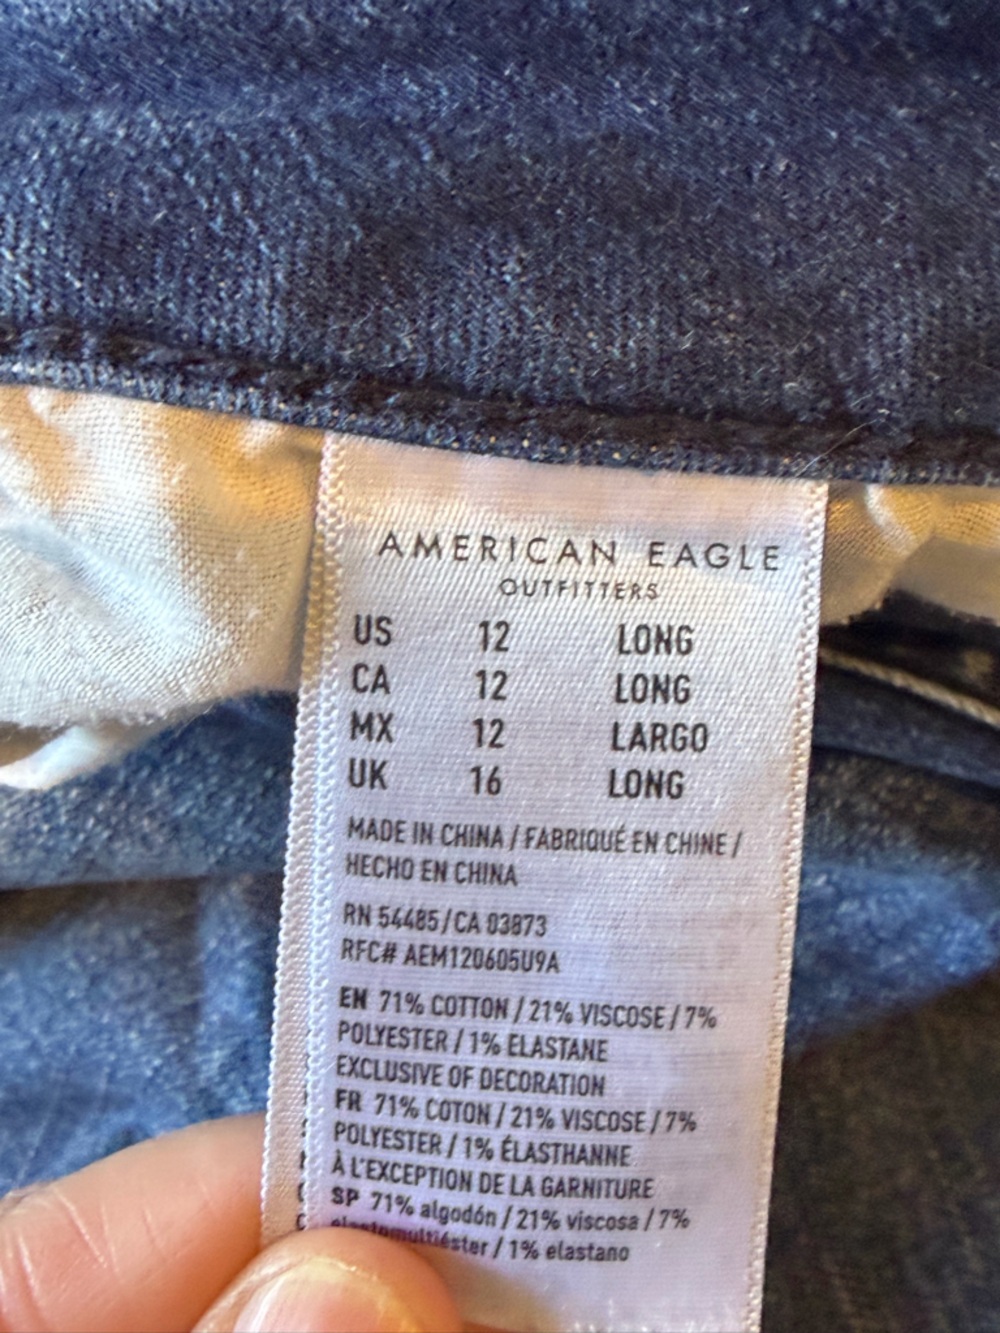 AMERICAN EAGLE
OUTFITTERS
US 12 LONG
CA 12 LONG
MX 12 LARGO
UK 16 LONG
MADE IN CHINA / FABRIQUÉ EN CHINE /
HECHO EN CHINA
RN 54485/CA 03873
RFC# AEM120605U9A
EN 71% COTTON / 21% VISCOSE / 7%
POLYESTER / 1% ELASTANE
EXCLUSIVE OF DECORATION
FR 71% COTON / 21% VISCOSE / 7%
POLYESTER / 1% ÉLASTHANNE
À L'EXCEPTION DE LA GARNITURE
SP 71% algodón / 21% viscosa / 7%
elastomultiéster / 1% elastano